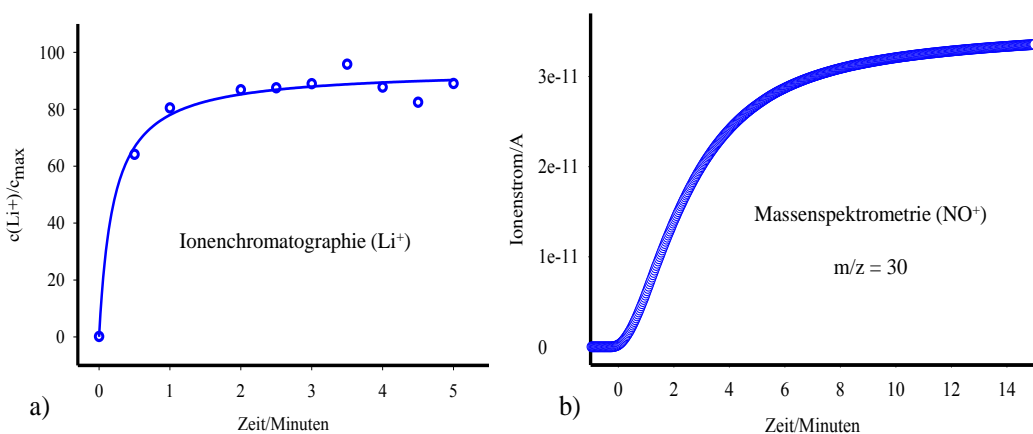 c(Li+)/cmax
100
80
60
40
20
0
Ionenchromatographie (Li⁺)
0 1 2 3 4 5
Zeit/Minuten
a)
Ionenstrom/A
3e-11
2e-11
1e-11
0
Massenspektrometrie (NO⁺)
m/z = 30
0 2 4 6 8 10 12 14
Zeit/Minuten
b)